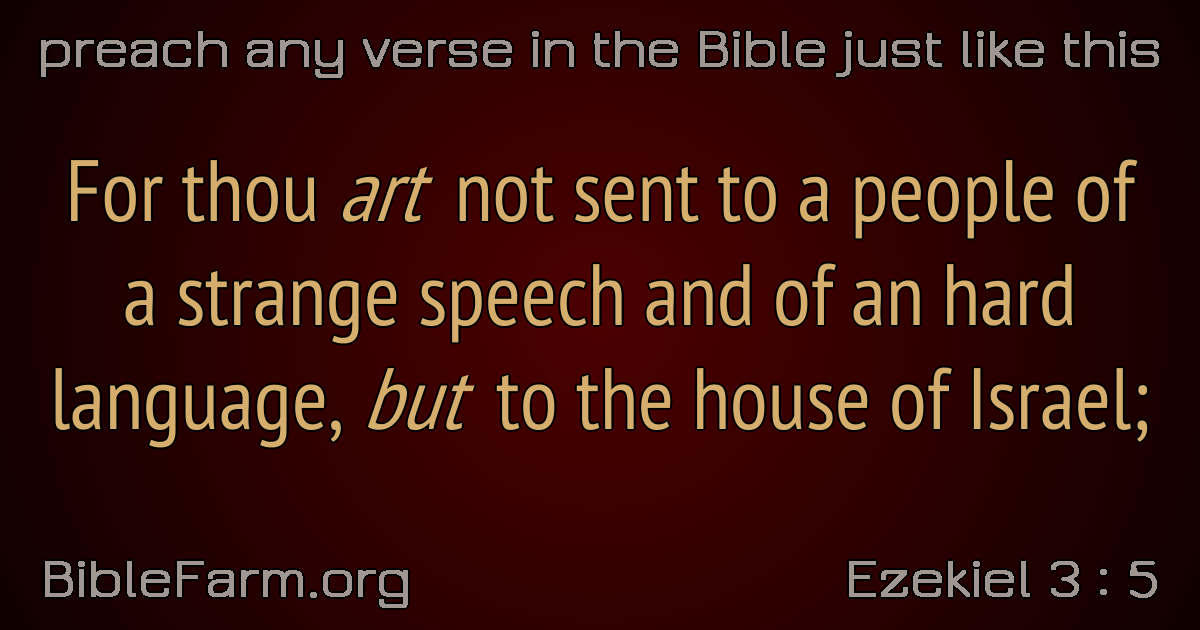 preach any verse in the Bible just like this
For thou art not sent to a people of
a strange speech and of an hard
language, but to the house of Israel;
BibleFarm.org
Ezekiel 3 : 5